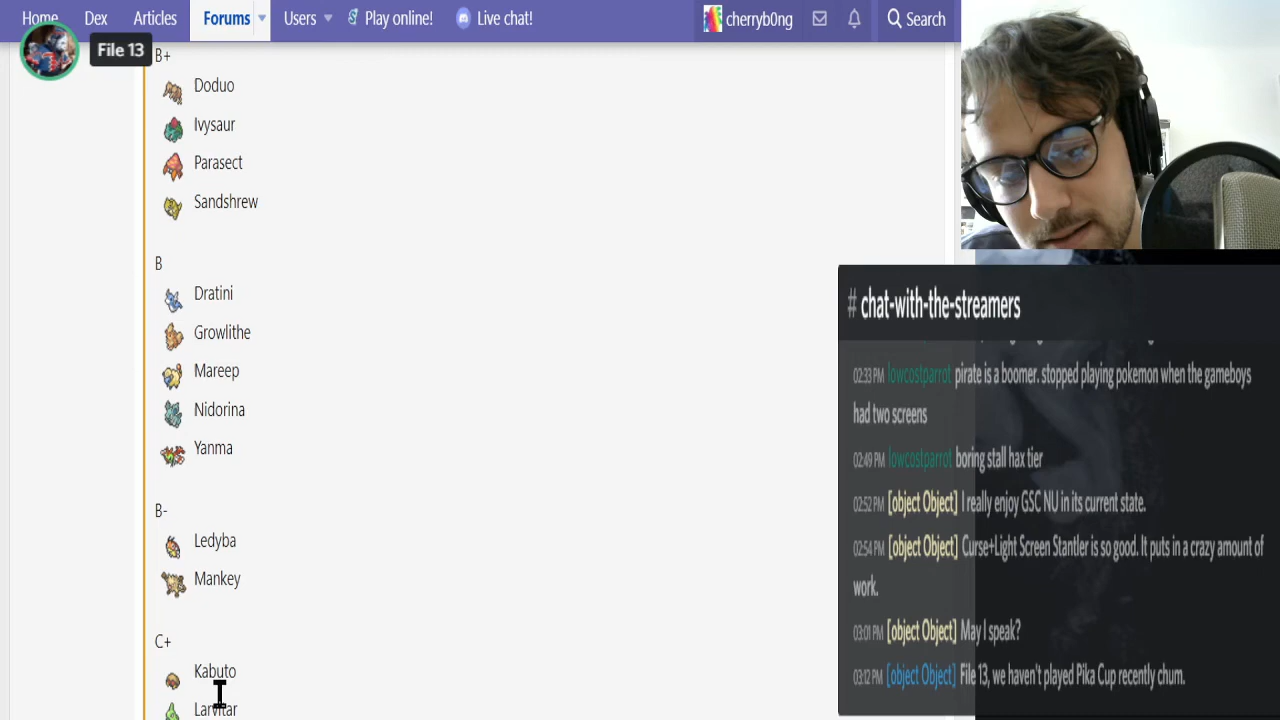 Home Dex Articles Forums Users Play online! Live chat! cherryb0ng Search
File 13
B+
Doduo
Ivysaur
Parasect
Sandshrew
B
Dratini
Growlithe
Mareep
Nidorina
Yanma
B-
Ledyba
Mankey
C+
Kabuto
Larvitar
# chat-with-the-streamers
02:33 PM lowcostparrot pirate is a boomer. stopped playing pokemon when the gameboys
had two screens
02:49 PM lowcostparrot boring stall hax tier
02:52 PM [object Object] I really enjoy GSC NU in its current state.
02:54 PM [object Object] Curse+Light Screen Stantler is so good. It puts in a crazy amount of
work.
03:01 PM [object Object] May I speak?
03:12 PM [object Object] File 13, we haven't played Pika Cup recently chum.